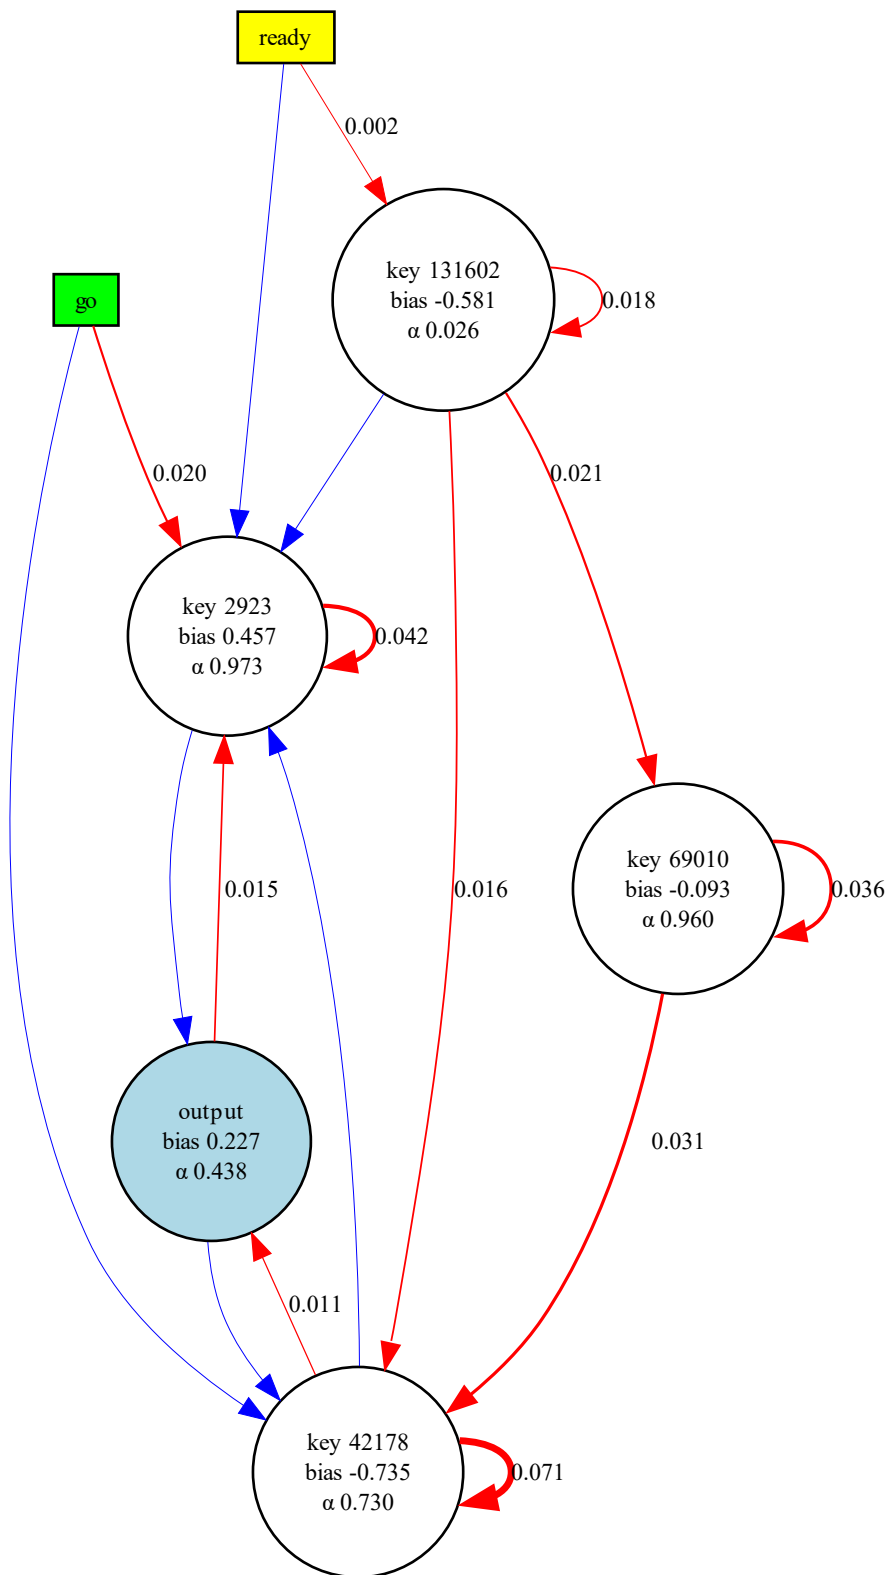 ready
0.002
key 131602
bias -0.581
α 0.026
0.018
go
0.020
0.021
key 2923
bias 0.457
α 0.973
0.042
key 69010
bias -0.093
α 0.960
0.036
0.015
0.016
output
bias 0.227
α 0.438
0.031
0.011
key 42178
bias -0.735
α 0.730
0.071